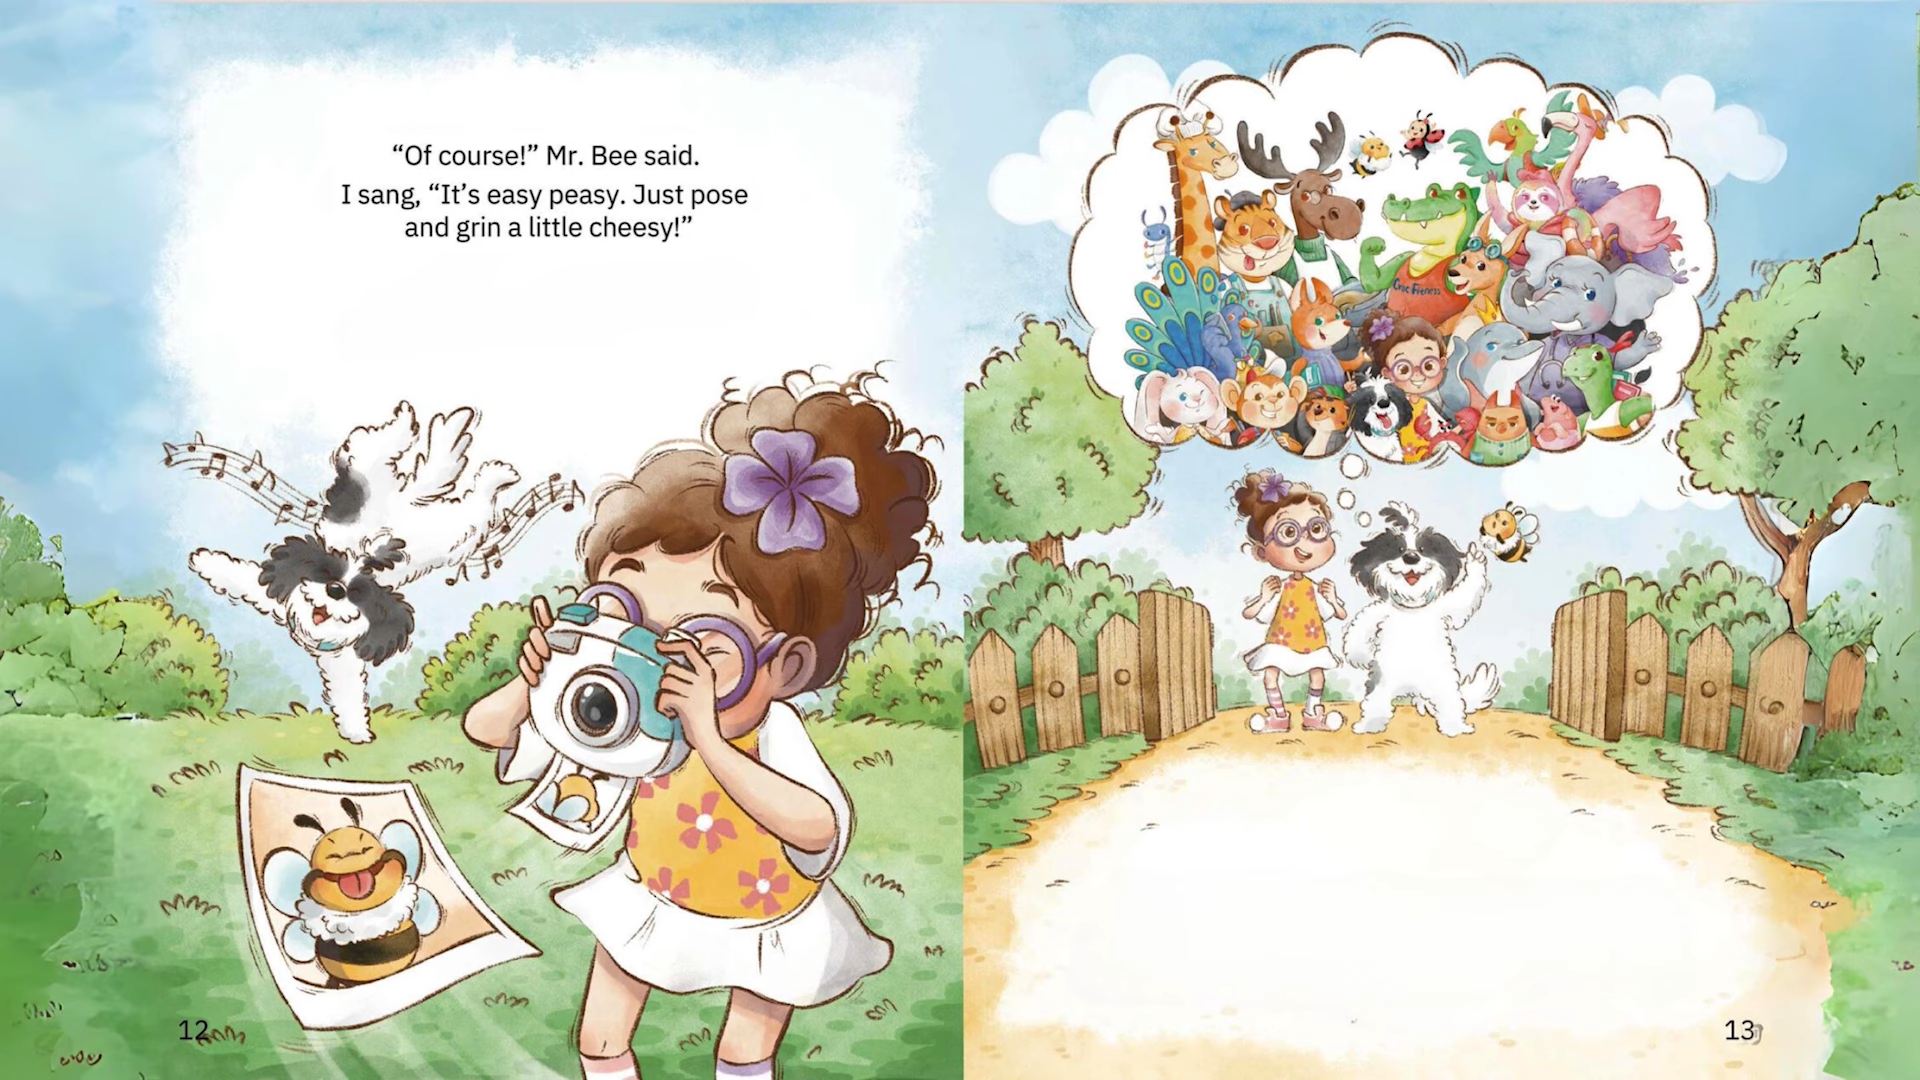 “Of course!” Mr. Bee said.
I sang, “It’s easy peasy. Just pose
and grin a little cheesy!”
Croc Fitness
12
13